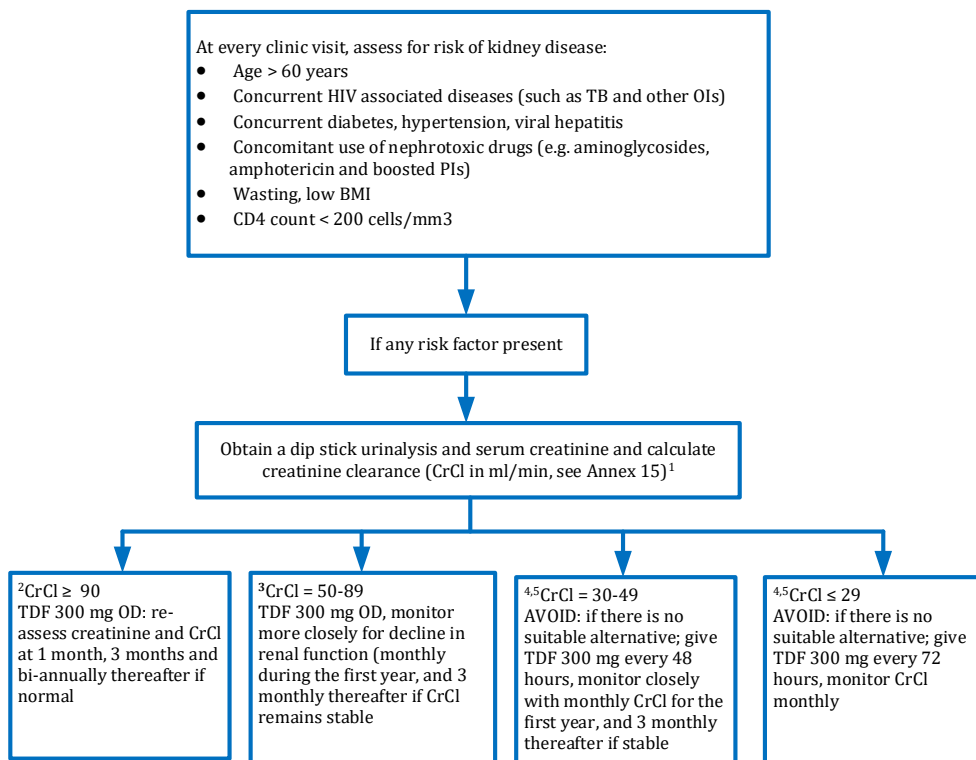 At every clinic visit, assess for risk of kidney disease:
• Age > 60 years
• Concurrent HIV associated diseases (such as TB and other OIs)
• Concurrent diabetes, hypertension, viral hepatitis
• Concomitant use of nephrotoxic drugs (e.g. aminoglycosides,
amphotericin and boosted PIs)
• Wasting, low BMI
• CD4 count < 200 cells/mm3
If any risk factor present
Obtain a dip stick urinalysis and serum creatinine and calculate
creatinine clearance (CrCl in ml/min, see Annex 15)¹
²CrCl ≥ 90
TDF 300 mg OD: re-
assess creatinine and CrCl
at 1 month, 3 months and
bi-annually thereafter if
normal
³CrCl = 50-89
TDF 300 mg OD, monitor
more closely for decline in
renal function (monthly
during the first year, and 3
monthly thereafter if CrCl
remains stable
⁴,⁵CrCl = 30-49
AVOID: if there is no
suitable alternative; give
TDF 300 mg every 48
hours, monitor closely
with monthly CrCl for the
first year, and 3 monthly
thereafter if stable
⁴,⁵CrCl ≤ 29
AVOID: if there is no
suitable alternative; give
TDF 300 mg every 72
hours, monitor CrCl
monthly